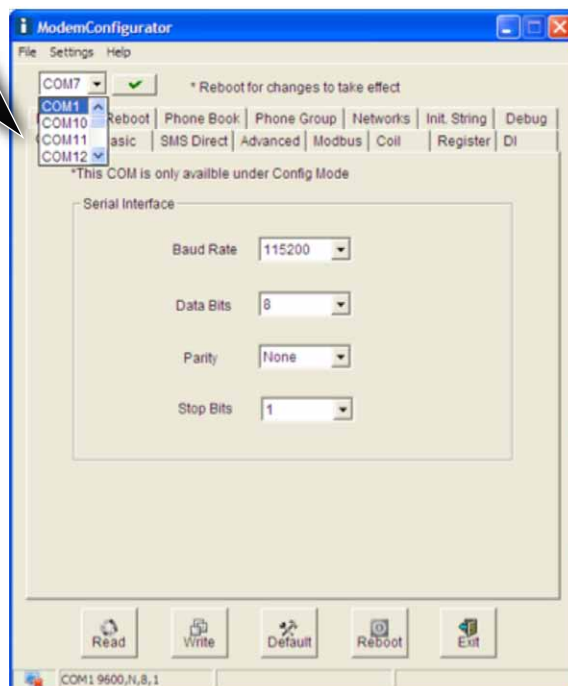 ModemConfigurator
File Settings Help
COM7 * Reboot for changes to take effect
COM1
COM10
COM11
COM12
Reboot Phone Book Phone Group Networks Init. String Debug
SMS Direct Advanced Modbus Coil Register DI
*This COM is only availble under Config Mode
Serial Interface
Baud Rate 115200
Data Bits 8
Parity None
Stop Bits 1
Read Write Default Reboot Exit
COM1 9600,N,8,1